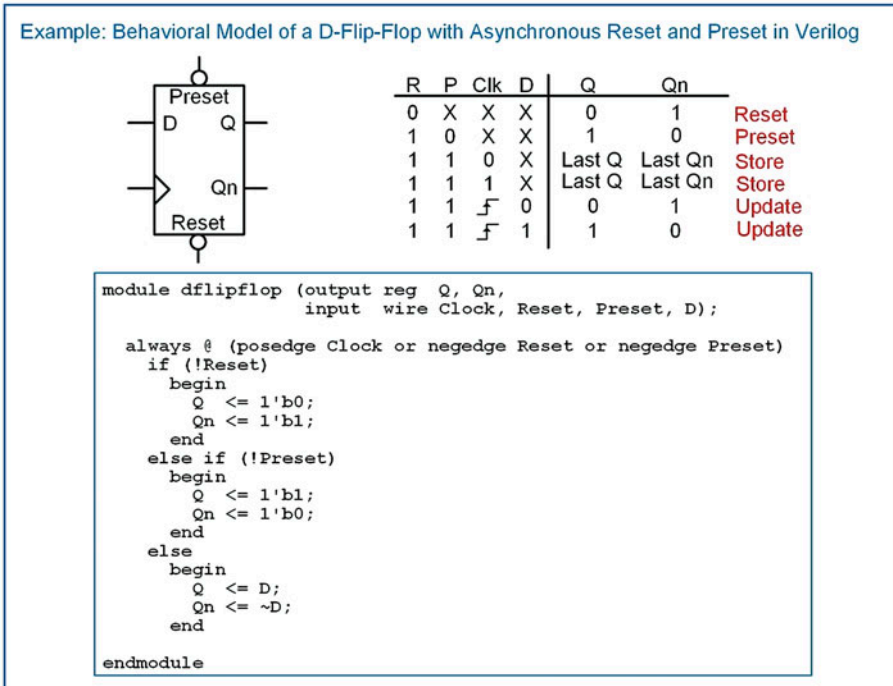 Example: Behavioral Model of a D-Flip-Flop with Asynchronous Reset and Preset in Verilog
Preset
D Q
Qn
Reset
R P Clk D Q Qn
0 X X X 0 1 Reset
1 0 X X 1 0 Preset
1 1 0 X Last Q Last Qn Store
1 1 1 X Last Q Last Qn Store
1 1 0 0 1 Update
1 1 1 1 0 Update
module dflipflop (output reg Q, Qn,
input wire Clock, Reset, Preset, D);
always @ (posedge Clock or negedge Reset or negedge Preset)
if (!Reset)
begin
Q <= 1'b0;
Qn <= 1'b1;
end
else if (!Preset)
begin
Q <= 1'b1;
Qn <= 1'b0;
end
else
begin
Q <= D;
Qn <= ~D;
end
endmodule